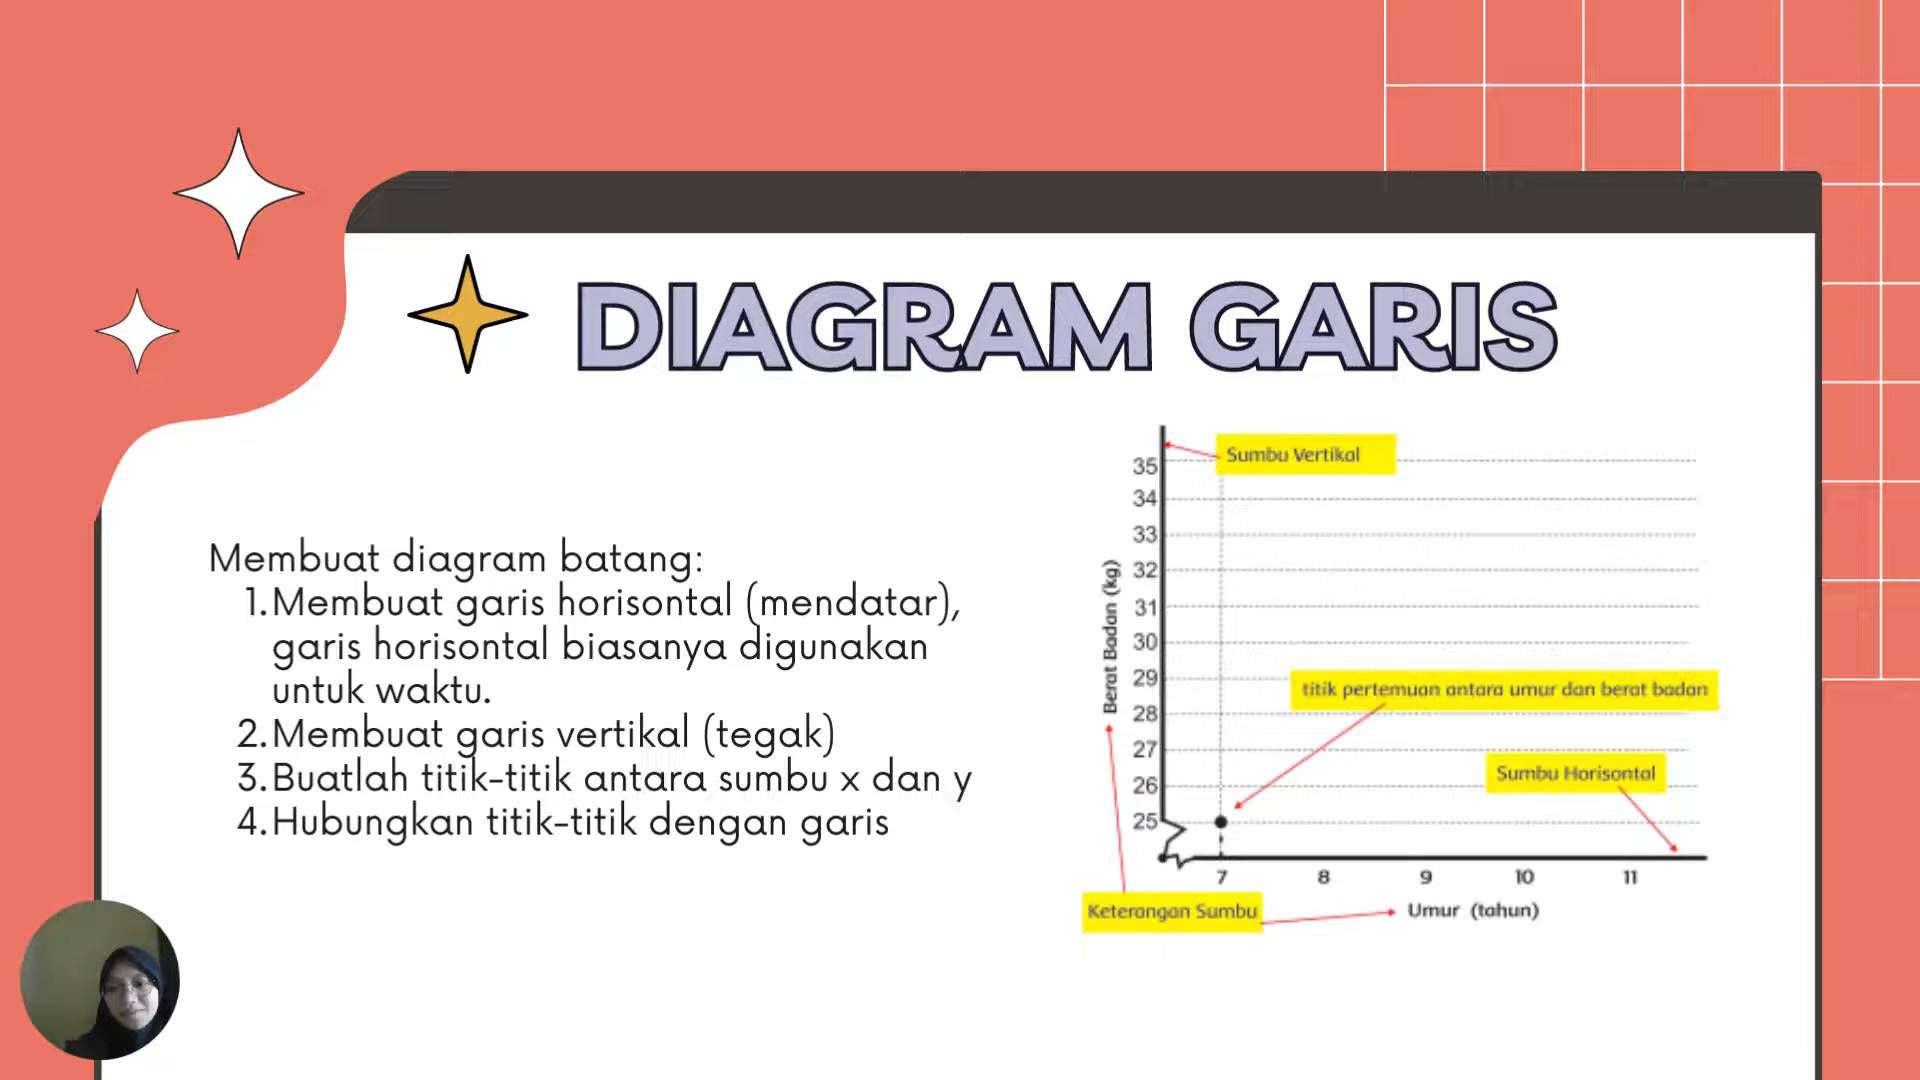 DIAGRAM GARIS
Membuat diagram batang:
1. Membuat garis horisontal (mendatar),
garis horisontal biasanya digunakan
untuk waktu.
2. Membuat garis vertikal (tegak)
3. Buatlah titik-titik antara sumbu x dan y
4. Hubungkan titik-titik dengan garis
Sumbu Vertikal
35
34
33
32
31
30
29
28
27
26
25
Berat Badan (kg)
titik pertemuan antara umur dan berat badan
Sumbu Horisontal
7 8 9 10 11
Keterangan Sumbu
Umur (tahun)